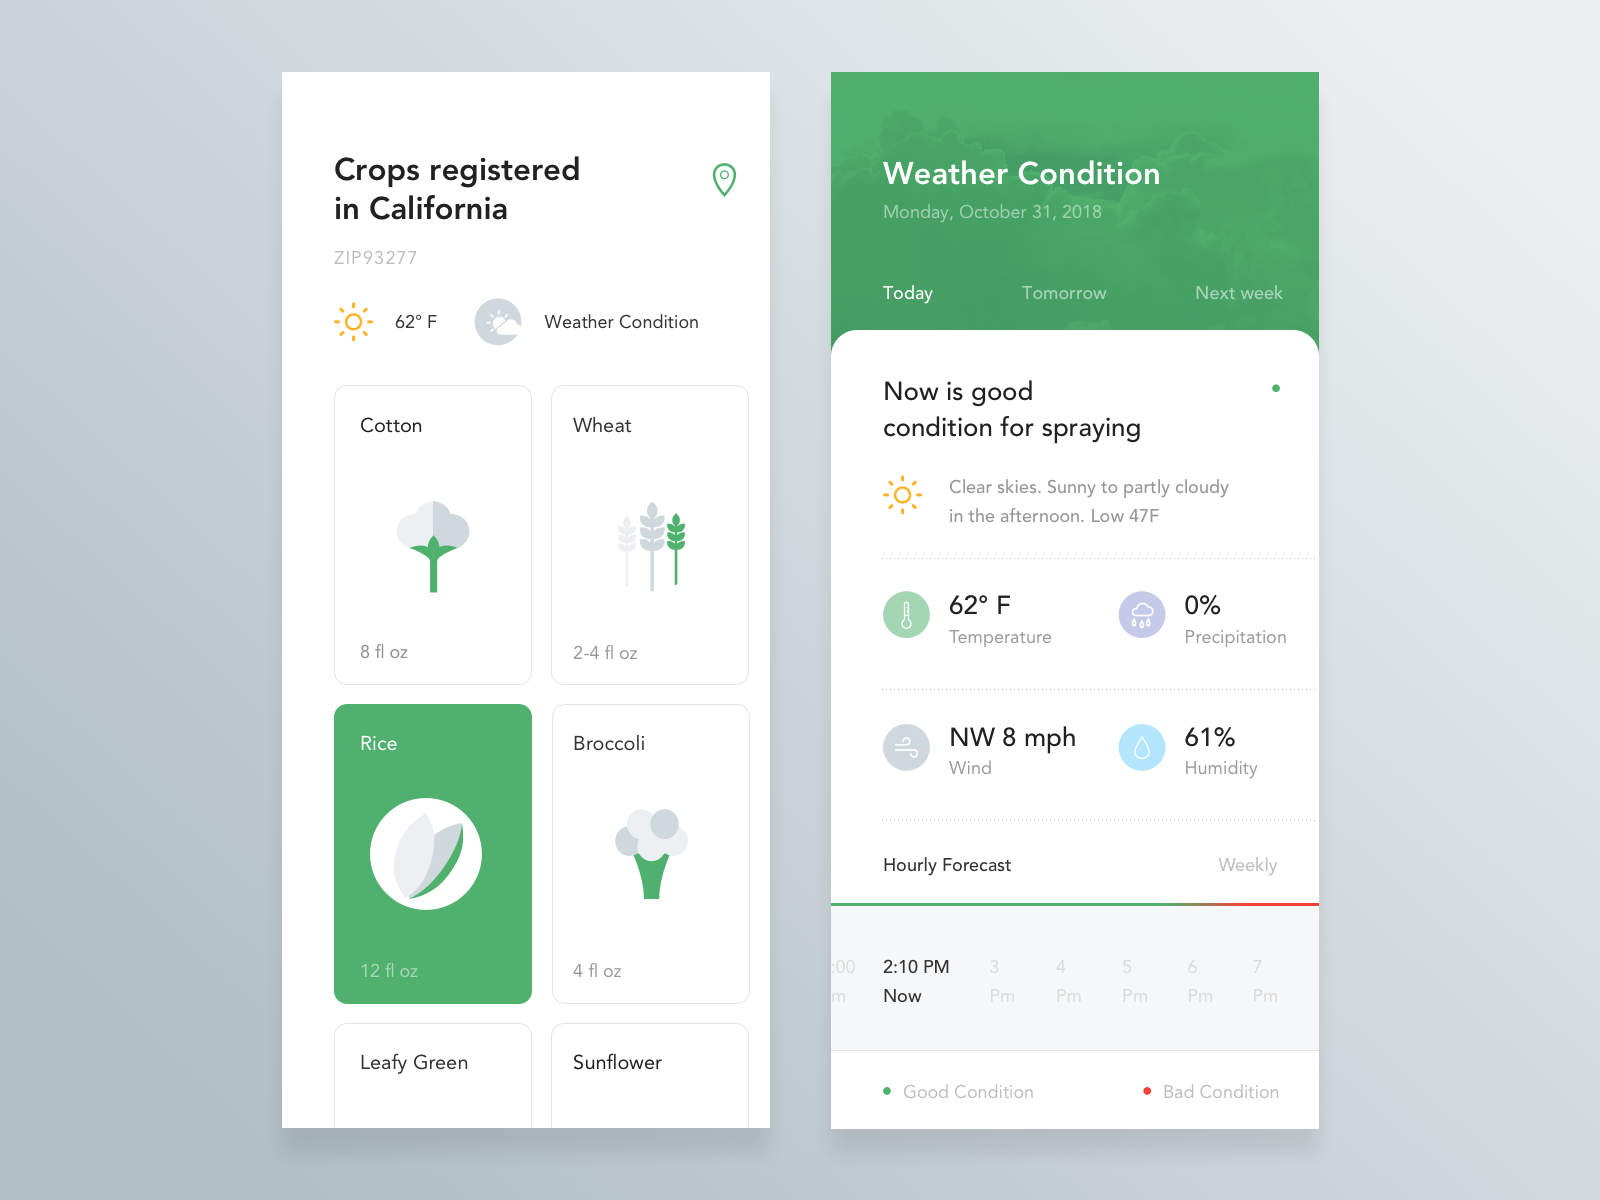 Crops registered
in California
ZIP93277
62° F
Weather Condition
Cotton
8 fl oz
Wheat
2-4 fl oz
Rice
12 fl oz
Broccoli
4 fl oz
Leafy Green
Sunflower
Weather Condition
Monday, October 31, 2018
Today
Tomorrow
Next week
Now is good
condition for spraying
Clear skies. Sunny to partly cloudy
in the afternoon. Low 47F
62° F
Temperature
0%
Precipitation
NW 8 mph
Wind
61%
Humidity
Hourly Forecast
Weekly
:00 2:10 PM 3 4 5 6 7
m Now Pm Pm Pm Pm Pm
Good Condition
Bad Condition